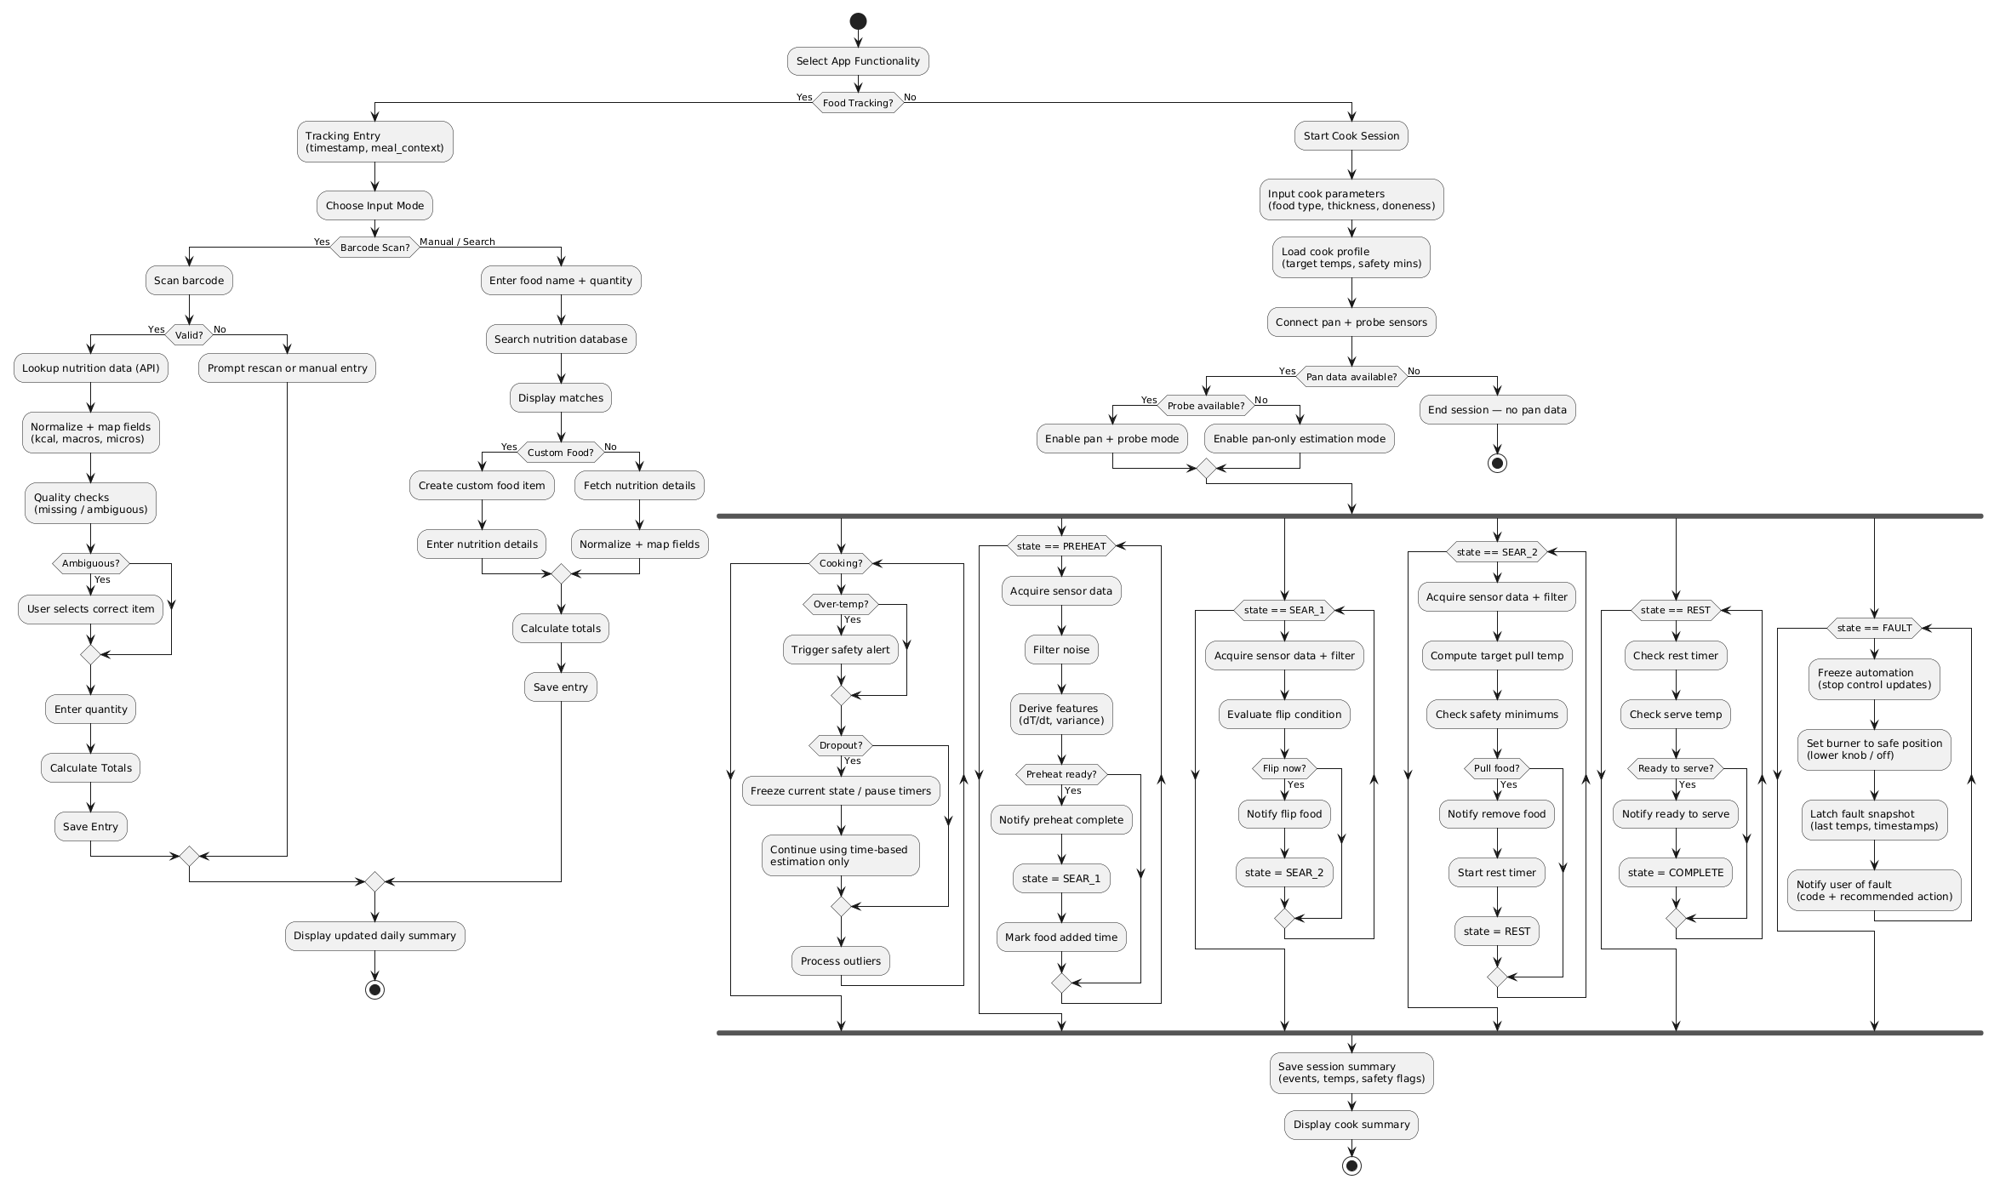 Select App Functionality
Yes
Food Tracking?
No
Tracking Entry
(timestamp, meal_context)
Choose Input Mode
Yes
Barcode Scan?
Manual / Search
Scan barcode
Yes
Valid?
No
Lookup nutrition data (API)
Normalize + map fields
(kcal, macros, micros)
Quality checks
(missing / ambiguous)
Ambiguous?
Yes
User selects correct item
Enter quantity
Calculate Totals
Save Entry
Prompt rescan or manual entry
Enter food name + quantity
Search nutrition database
Display matches
Yes
Custom Food?
No
Create custom food item
Enter nutrition details
Fetch nutrition details
Normalize + map fields
Calculate totals
Save entry
Display updated daily summary
Start Cook Session
Input cook parameters
(food type, thickness, doneness)
Load cook profile
(target temps, safety mins)
Connect pan + probe sensors
Yes
Pan data available?
No
Yes
Probe available?
No
Enable pan + probe mode
Enable pan-only estimation mode
End session — no pan data
Cooking?
Over-temp?
Yes
Trigger safety alert
Dropout?
Yes
Freeze current state / pause timers
Continue using time-based
estimation only
Process outliers
state == PREHEAT
Acquire sensor data
Filter noise
Derive features
(dT/dt, variance)
Preheat ready?
Yes
Notify preheat complete
state = SEAR_1
Mark food added time
state == SEAR_1
Acquire sensor data + filter
Evaluate flip condition
Flip now?
Yes
Notify flip food
state = SEAR_2
state == SEAR_2
Acquire sensor data + filter
Compute target pull temp
Check safety minimums
Pull food?
Yes
Notify remove food
Start rest timer
state = REST
state == REST
Check rest timer
Check serve temp
Ready to serve?
Yes
Notify ready to serve
state = COMPLETE
state == FAULT
Freeze automation
(stop control updates)
Set burner to safe position
(lower knob / off)
Latch fault snapshot
(last temps, timestamps)
Notify user of fault
(code + recommended action)
Save session summary
(events, temps, safety flags)
Display cook summary